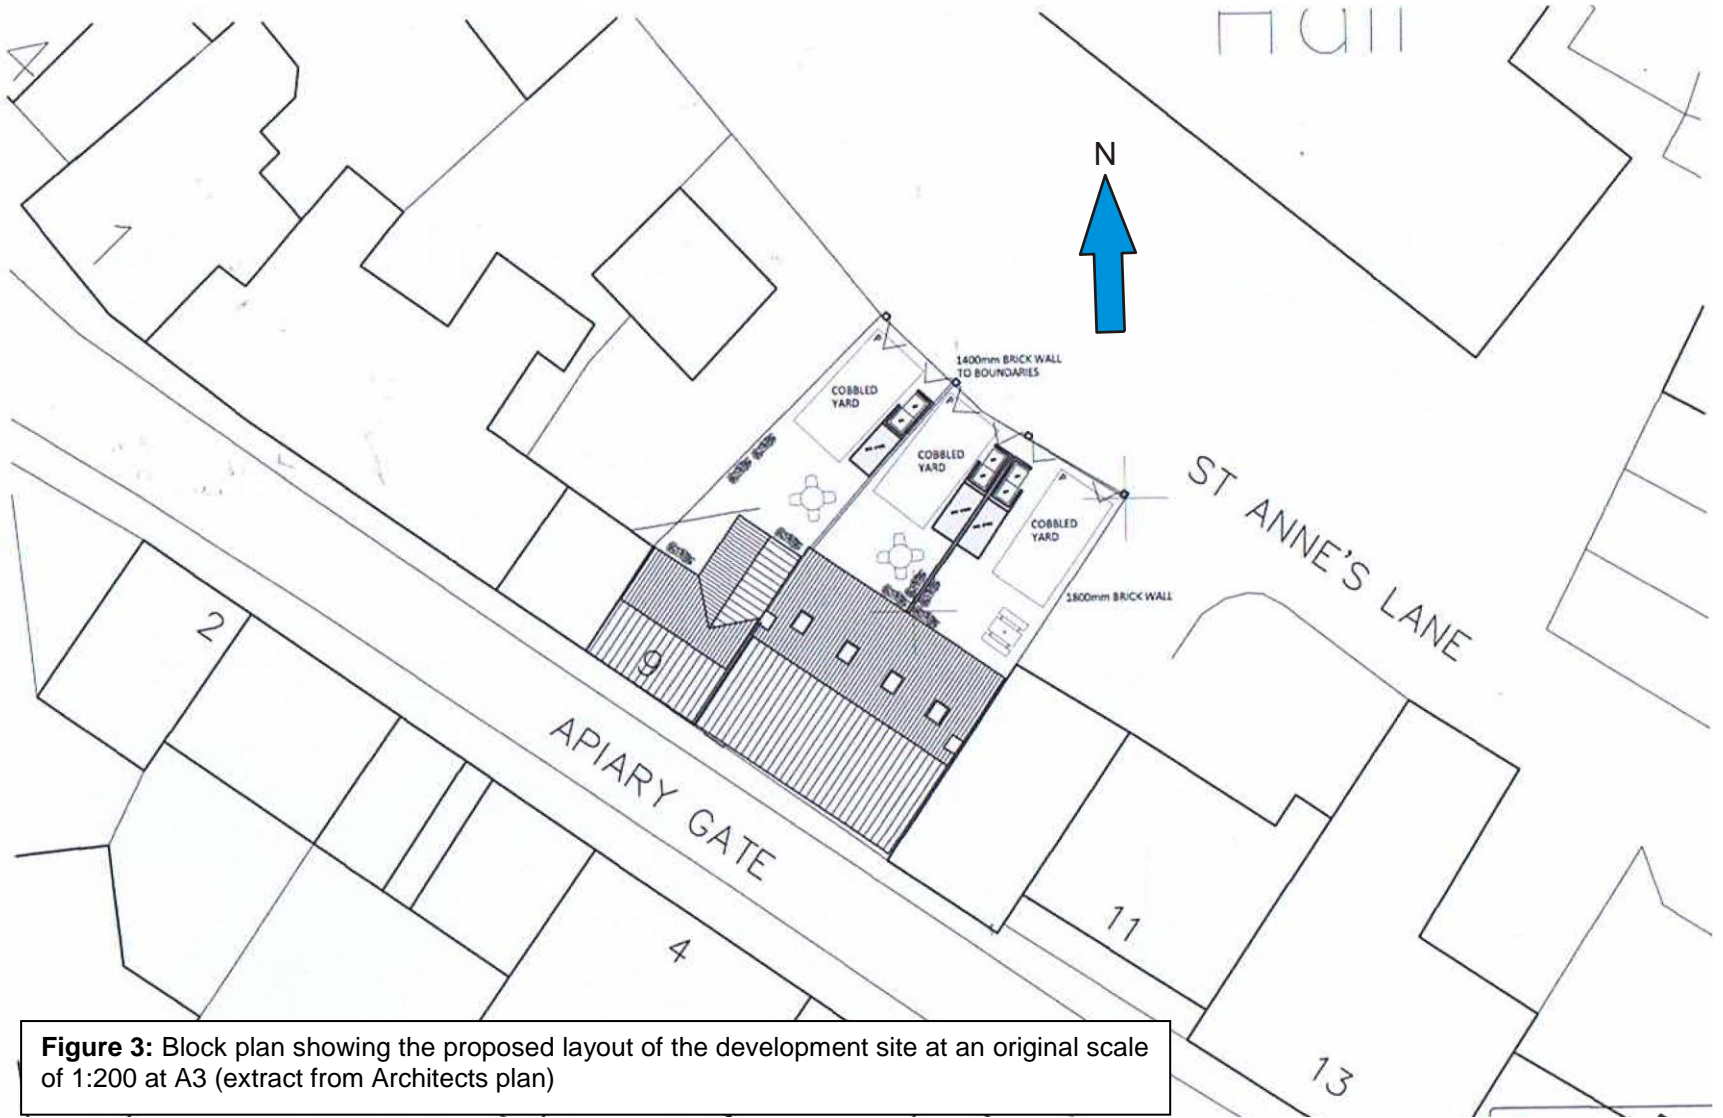 Hall
N
1400mm BRICK WALL
TO BOUNDARIES
P
COBBLED
YARD
P
COBBLED
YARD
P
COBBLED
YARD
1800mm BRICK WALL
ST ANNE'S LANE
APIARY GATE
7
2
9
4
11
13
Figure 3: Block plan showing the proposed layout of the development site at an original scale
of 1:200 at A3 (extract from Architects plan)